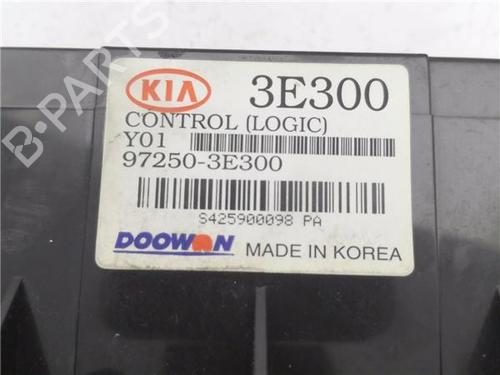 KIA 3E300
CONTROL (LOGIC)
Y01
97250-3E300
S425900098 PA
DOOWON MADE IN KOREA
B-PARTS